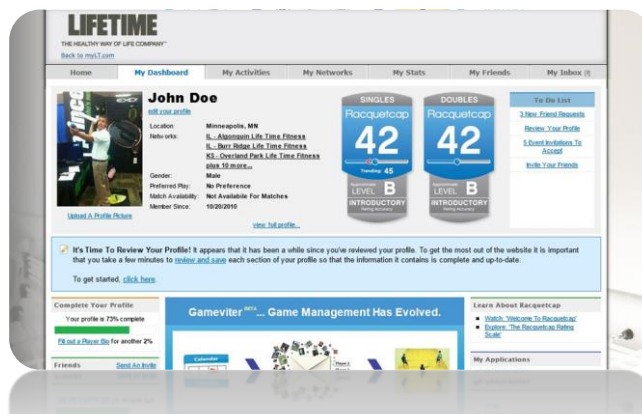 LIFETIME
THE HEALTHY WAY OF LIFE COMPANY
Back to myLT.com
Home My Dashboard My Activities My Networks My Stats My Friends My Inbox
John Doe
edit your profile
Location: Minneapolis, MN
Networks: IL - Algonquin Life Time Fitness
IL - Burr Ridge Life Time Fitness
KS - Overland Park Life Time Fitness
plus 10 more...
Gender: Male
Preferred Play: No Preference
Match Availability: Not Availabile For Matches
Member Since: 10/20/2010
Upload A Profile Picture
view full profile...
SINGLES
Racquetcap
42
Trending 45
Approximate
LEVEL B
INTRODUCTORY
Rating Accuracy
DOUBLES
Racquetcap
42
Approximate
LEVEL B
INTRODUCTORY
Rating Accuracy
To Do List
3 New Friend Requests
Review Your Profile
5 Event Invitations To
Accept
Invite Your Friends
It's Time To Review Your Profile! It appears that it has been a while since you've reviewed your profile. To get the most out of the website it is important
that you take a few minutes to review and save each section of your profile so that the information it contains is complete and up-to-date.
To get started, click here.
Complete Your Profile
Your profile is 73% complete
Fill out a Player Bio for another 2%
Friends Send An Invite
Gameviter BETA... Game Management Has Evolved.
Calendar
Learn About Racquetcap
Watch: 'Welcome To Racquetcap'
Explore: 'The Racquetcap Rating
Scale'
My Applications